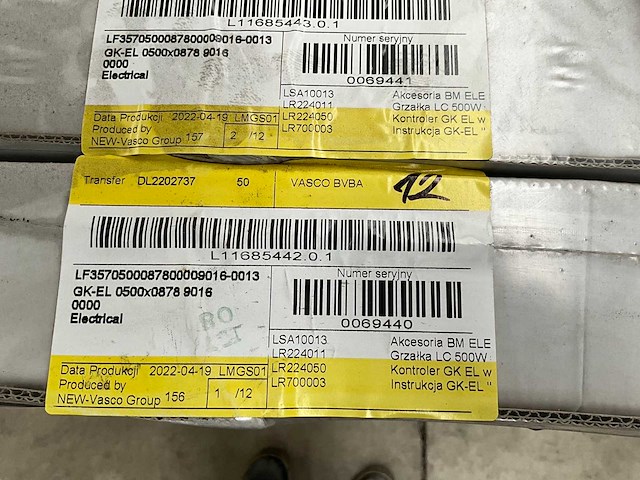 L11685443.0.1
LF3570500087800009016-0013
GK-EL 0500x0878 9016
0000
Electrical
Numer seryjny
0069441
LSA10013 Akcesoria BM ELE
LR224011 Grzałka LC 500W
LR224050 Kontroler GK EL w
LR700003 Instrukcja GK-EL "
Data Produkcji 2022-04-19 LMGS01
Produced by
NEW-Vasco Group 157 2 /12
Transfer DL2202737 50 VASCO BVBA 12
L11685442.0.1
LF3570500087800009016-0013
GK-EL 0500x0878 9016
0000
Electrical
Numer seryjny
0069440
LSA10013 Akcesoria BM ELE
LR224011 Grzałka LC 500W
LR224050 Kontroler GK EL w
LR700003 Instrukcja GK-EL "
Data Produkcji 2022-04-19 LMGS01
Produced by
NEW-Vasco Group 156 1 /12